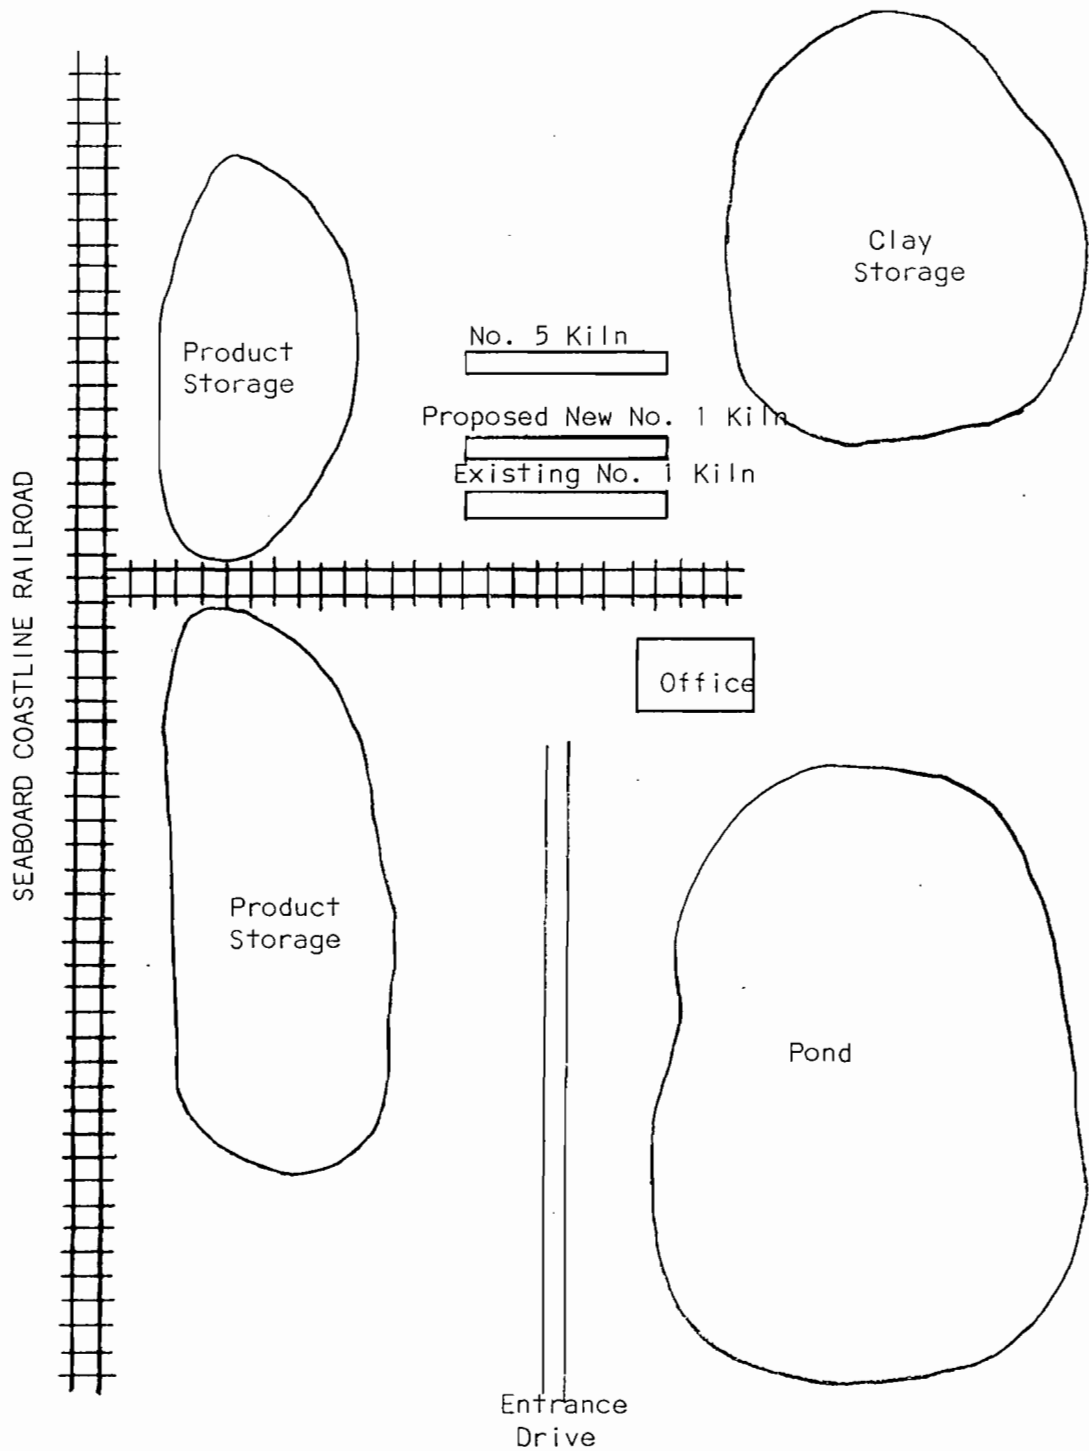 Clay
Storage
No. 5 Kiln
Product
Storage
Proposed New No. 1 Kiln
Existing No. 1 Kiln
SEABOARD COASTLINE RAILROAD
Office
Product
Storage
Pond
Entrance
Drive